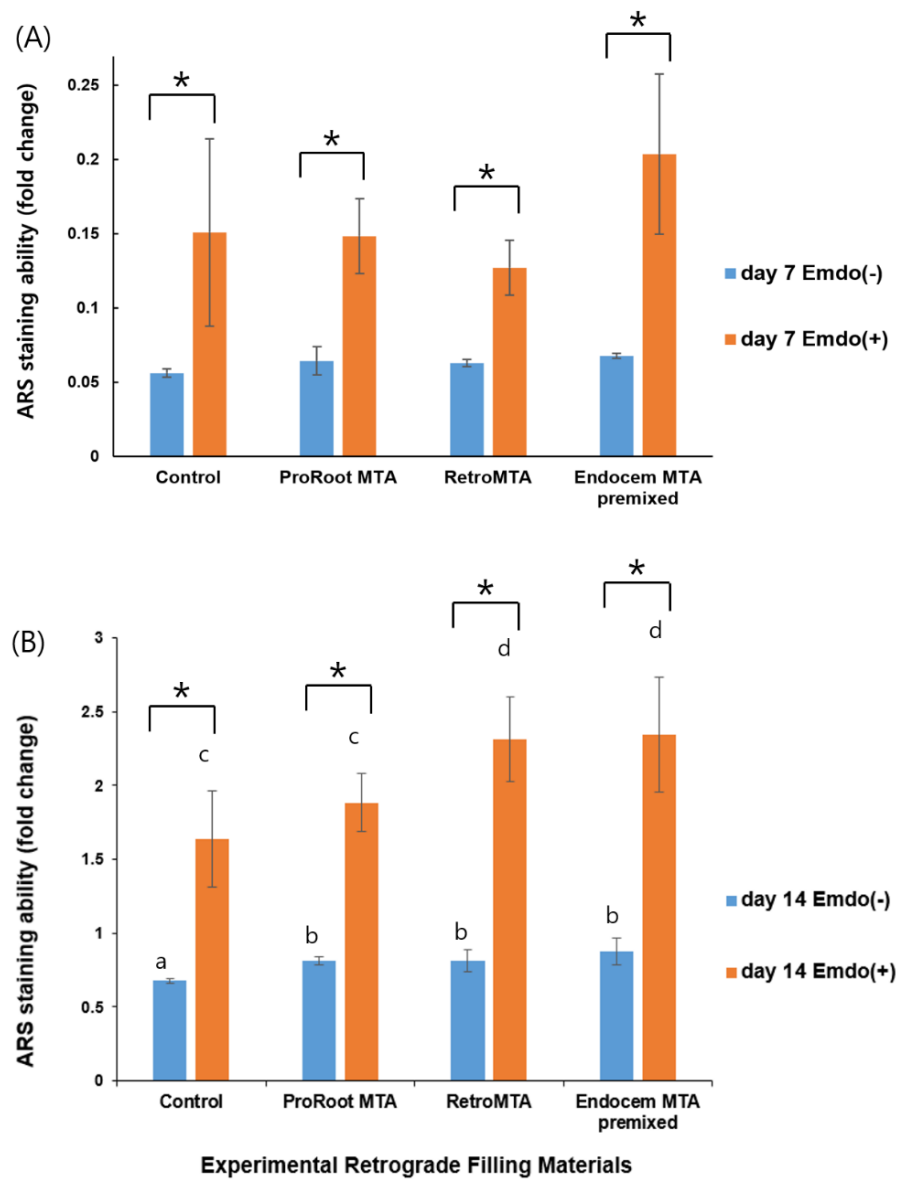 (A)
*
*
*
*
ARS staining ability (fold change)
0.25
0.2
0.15
0.1
0.05
0
Control
ProRoot MTA
RetroMTA
Endocem MTA
premixed
day 7 Emdo(-)
day 7 Emdo(+)
(B)
*
*
*
*
ARS staining ability (fold change)
3
2.5
2
1.5
1
0.5
0
a
c
b
c
b
d
b
d
Control
ProRoot MTA
RetroMTA
Endocem MTA
premixed
day 14 Emdo(-)
day 14 Emdo(+)
Experimental Retrograde Filling Materials